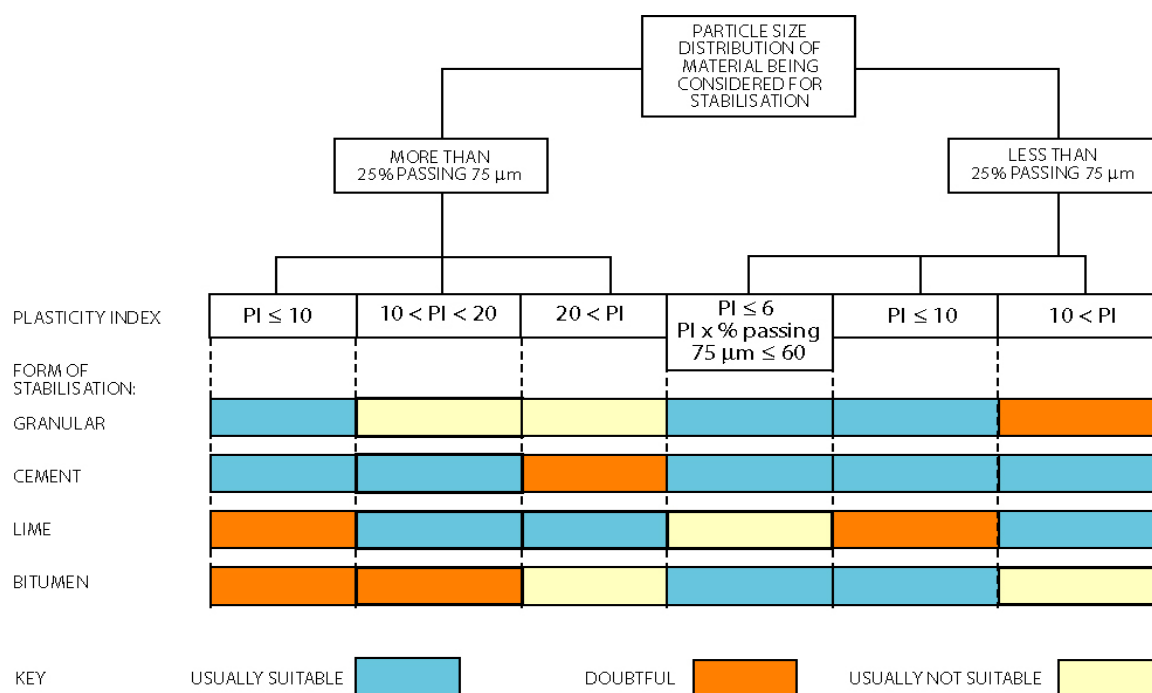 PARTICLE SIZE
DISTRIBUTION OF
MATERIAL BEING
CONSIDERED FOR
STABILISATION
MORE THAN
25% PASSING 75 µm
LESS THAN
25% PASSING 75 µm
PLASTICITY INDEX
PI ≤ 10
10 < PI < 20
20 < PI
PI ≤ 6
PI x % passing
75 µm ≤ 60
PI ≤ 10
10 < PI
FORM OF
STABILISATION:
GRANULAR
CEMENT
LIME
BITUMEN
KEY
USUALLY SUITABLE
DOUBTFUL
USUALLY NOT SUITABLE